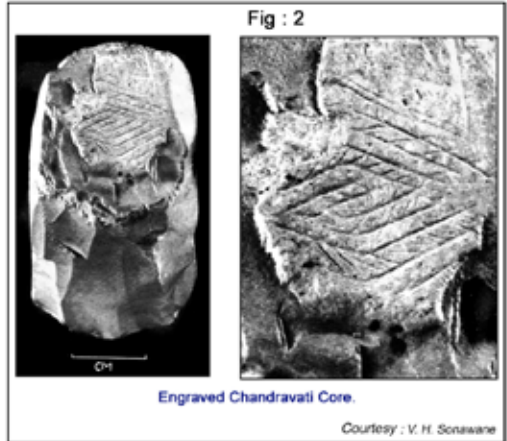 Fig : 2
CM
Engraved Chandravati Core.
Courtesy : V. H. Sonawane